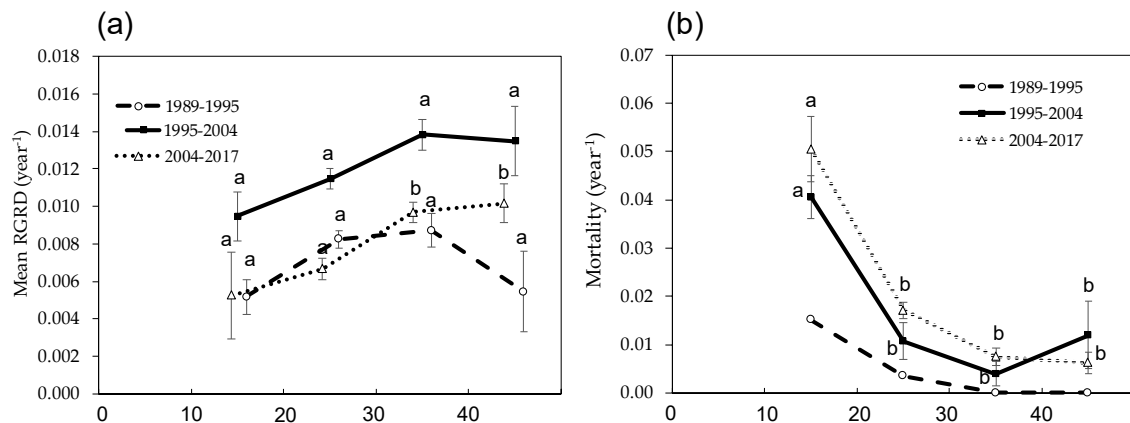 (a)
Mean RGRD (year⁻¹)
0.018
0.016
0.014
0.012
0.010
0.008
0.006
0.004
0.002
0.000
1989-1995
1995-2004
2004-2017
a
a
a
a
a
a
a
a
a
a
b
b
0 10 20 30 40
(b)
Mortality (year⁻¹)
0.07
0.06
0.05
0.04
0.03
0.02
0.01
0.00
1989-1995
1995-2004
2004-2017
a
a
b
b
b
b
b
b
0 10 20 30 40